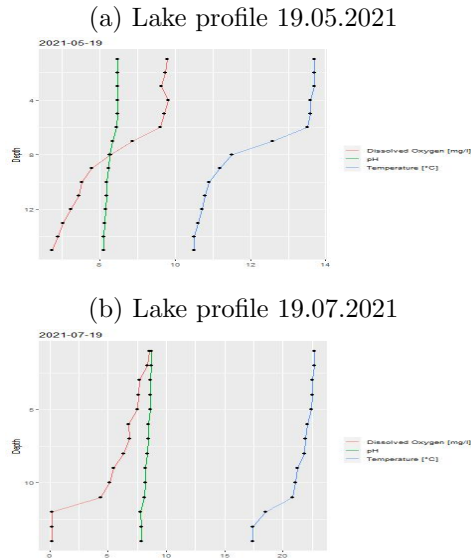 (a) Lake profile 19.05.2021
2021-05-19
4
8
12
Depth
8 10 12 14
Dissolved Oxygen [mg/l]
pH
Temperature [°C]
(b) Lake profile 19.07.2021
2021-07-19
5
10
Depth
0 5 10 15 20
Dissolved Oxygen [mg/l]
pH
Temperature [°C]